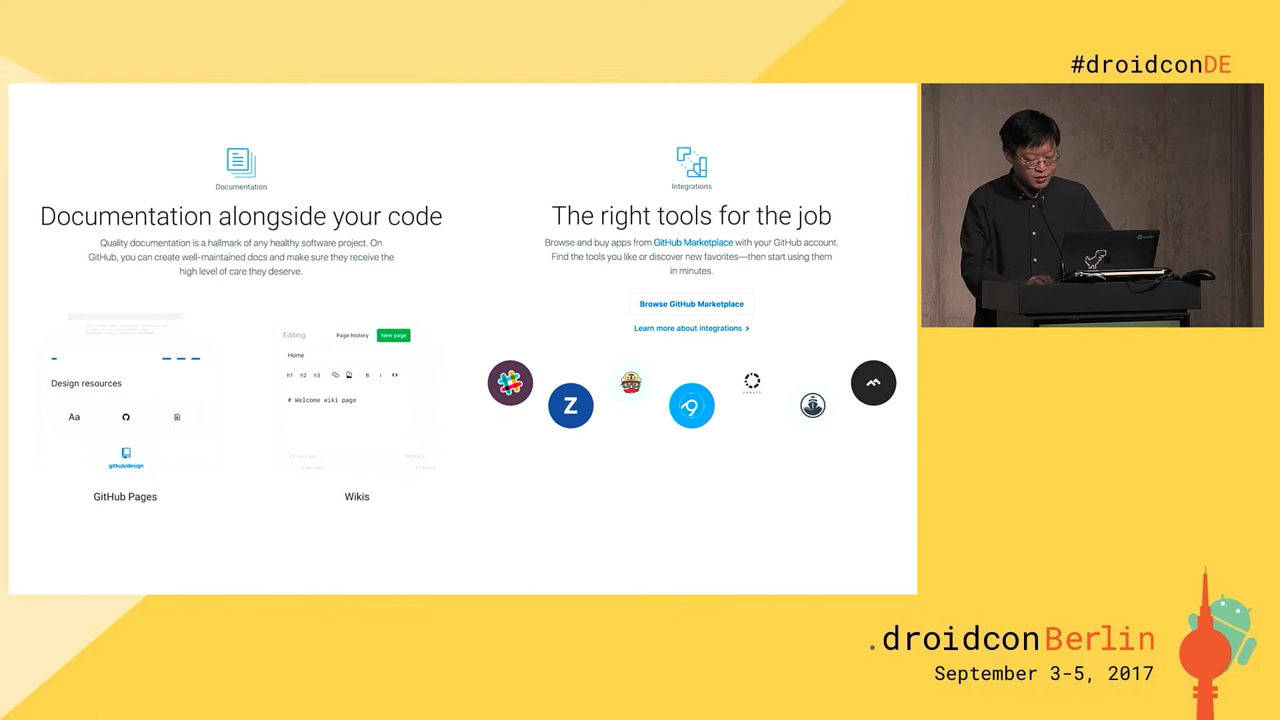 #droidconDE
Documentation
Documentation alongside your code
Quality documentation is a hallmark of any healthy software project. On
GitHub, you can create well-maintained docs and make sure they receive the
high level of care they deserve.
Design resources
Aa
github/design
GitHub Pages
Editing
Page history
New page
Home
h1 h2 h3
B i
# Welcome wiki page
Wikis
Integrations
The right tools for the job
Browse and buy apps from GitHub Marketplace with your GitHub account.
Find the tools you like or discover new favorites—then start using them
in minutes.
Browse GitHub Marketplace
Learn more about integrations
Z
.droidconBerlin
September 3-5, 2017